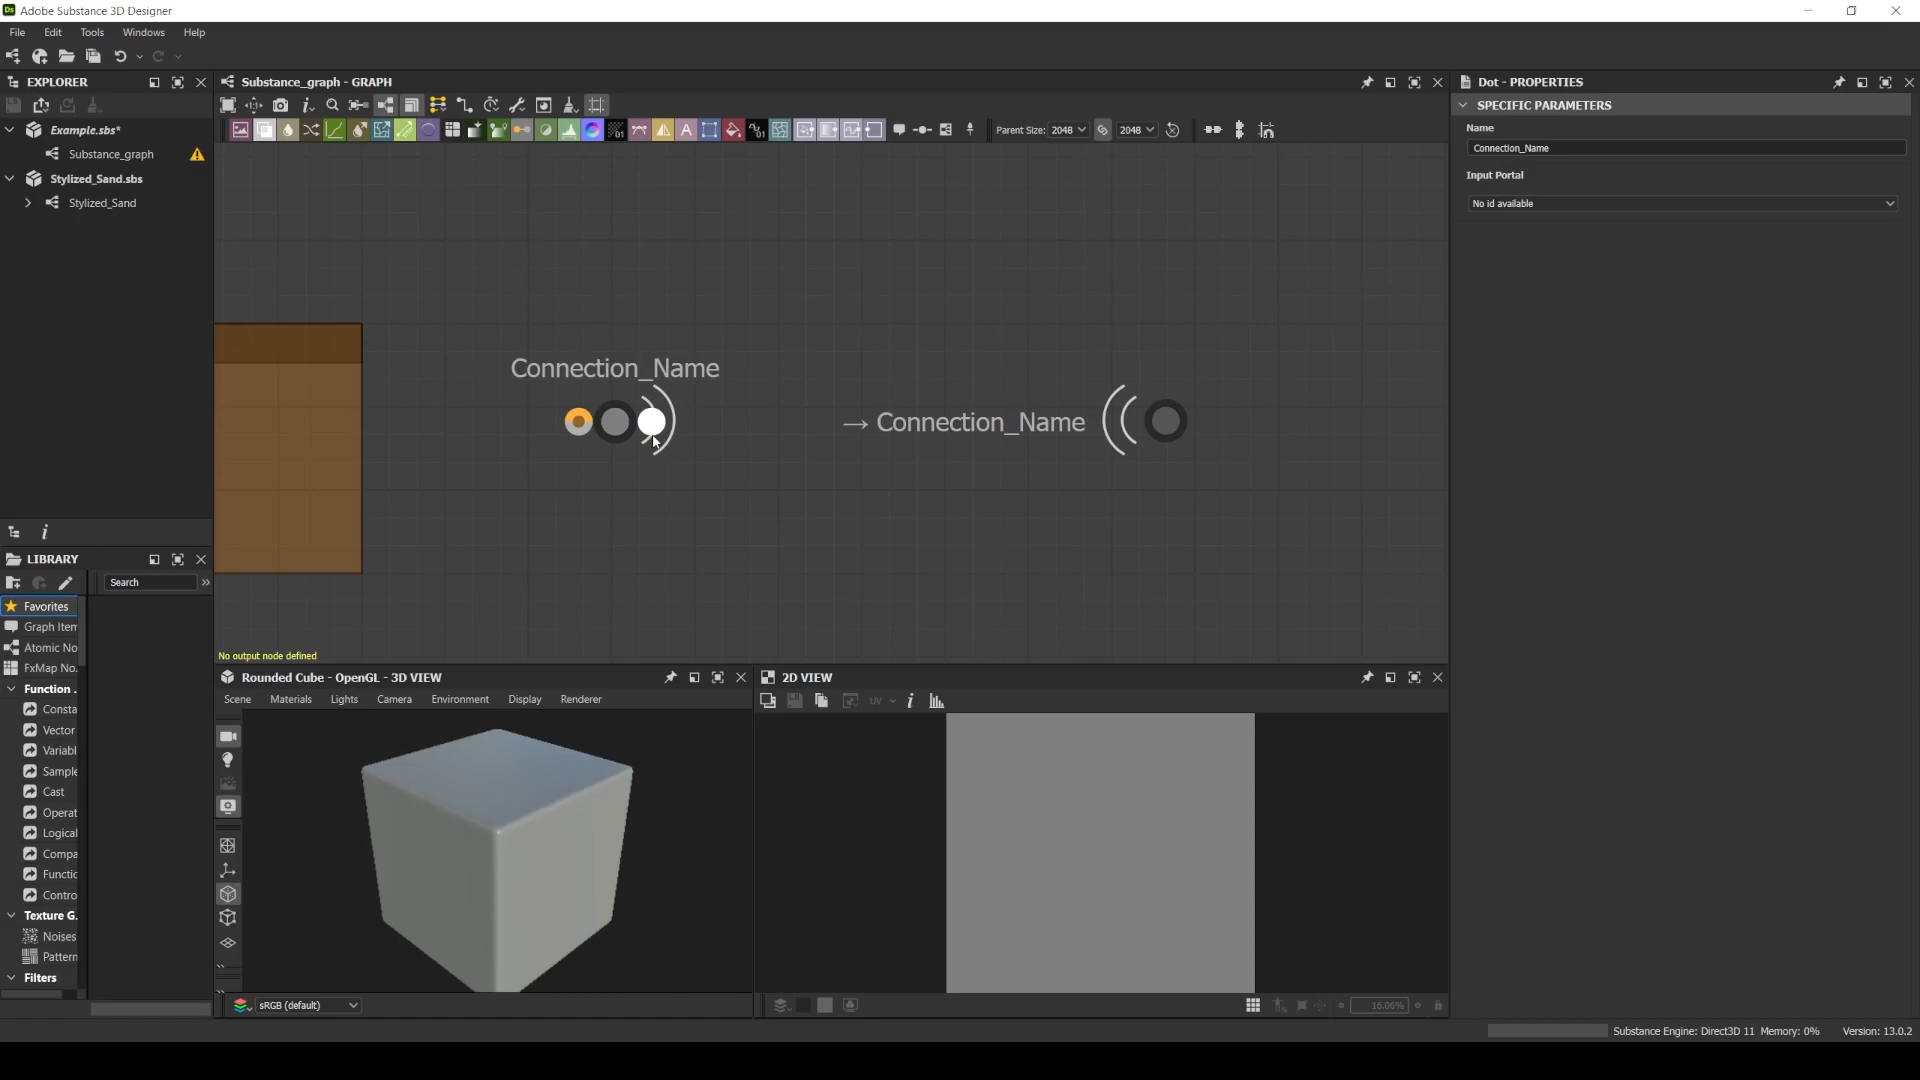 Adobe Substance 3D Designer
File Edit Tools Windows Help
EXPLORER
Example.sbs*
Substance_graph
Stylized_Sand.sbs
Stylized_Sand
LIBRARY
Search
Favorites
Graph Item
Atomic No
FxMap No.
Function .
Consta
Vector
Variabl
Sample
Cast
Operat
Logical
Compa
Functic
Contro
Texture G.
Noises
Pattern
Filters
Substance_graph - GRAPH
Parent Size: 2048 2048
Connection_Name
→ Connection_Name
No output node defined
Rounded Cube - OpenGL - 3D VIEW
Scene Materials Lights Camera Environment Display Renderer
sRGB (default)
2D VIEW
UV
16.06%
Dot - PROPERTIES
SPECIFIC PARAMETERS
Name
Connection_Name
Input Portal
No id available
Substance Engine: Direct3D 11 Memory: 0% Version: 13.0.2